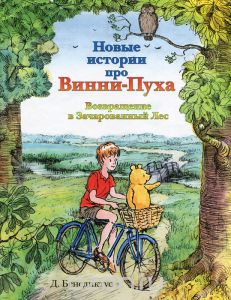 Новые
истории
про
Винни-Пуха
Возвращение
в Зачарованный Лес
Д.